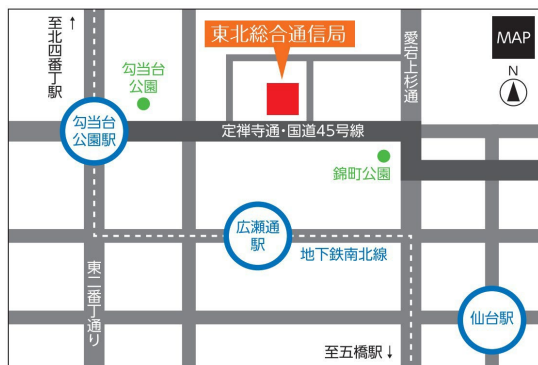 至北四番丁駅↑
勾当台
公園
東北総合通信局
愛宕上杉通
MAP
N
勾当台
公園駅
定禅寺通・国道45号線
錦町公園
広瀬通
駅
地下鉄南北線
東二番丁通り
仙台駅
至五橋駅↓